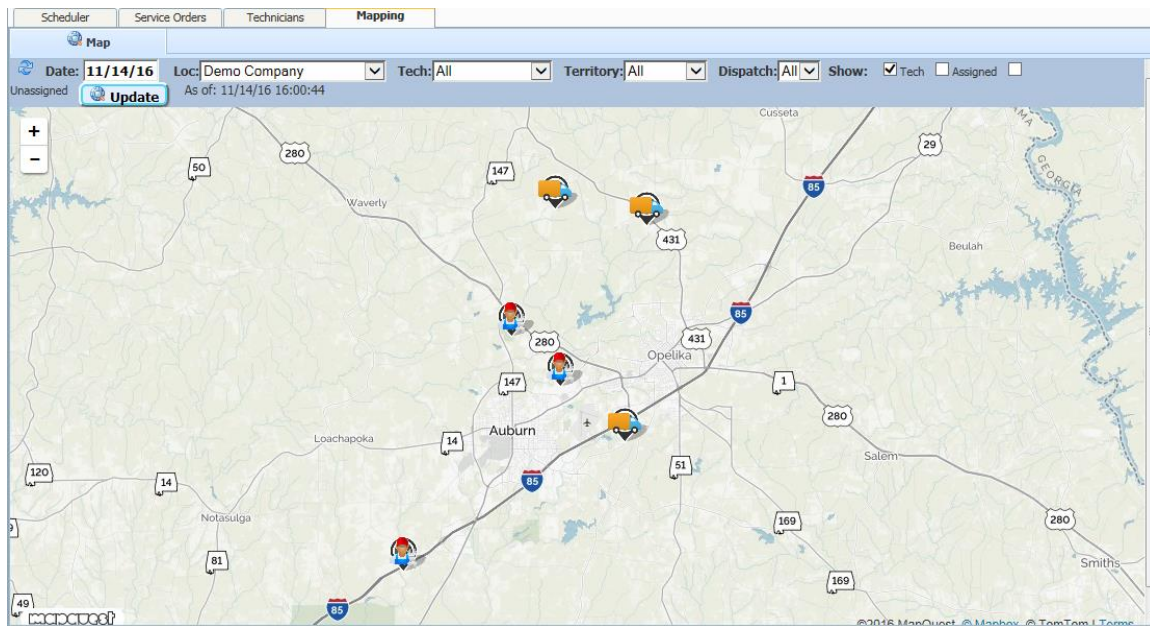 Scheduler Service Orders Technicians Mapping
Map
Date: 11/14/16 Loc: Demo Company Tech: All Territory: All Dispatch: All Show: Tech Assigned
Unassigned Update As of: 11/14/16 16:00:44
+
−
Cusseta
280
29
50
147
85
GEORGIA
Waverly
431
Beulah
85
280
431
Opelika
147
1
280
Auburn
Loachapoka
14
Salem
120
14
51
85
Notasulga
169
280
81
Smiths
169
49
85
mapquest
©2016 MapQuest, © Mapbox, © TomTom | Terms